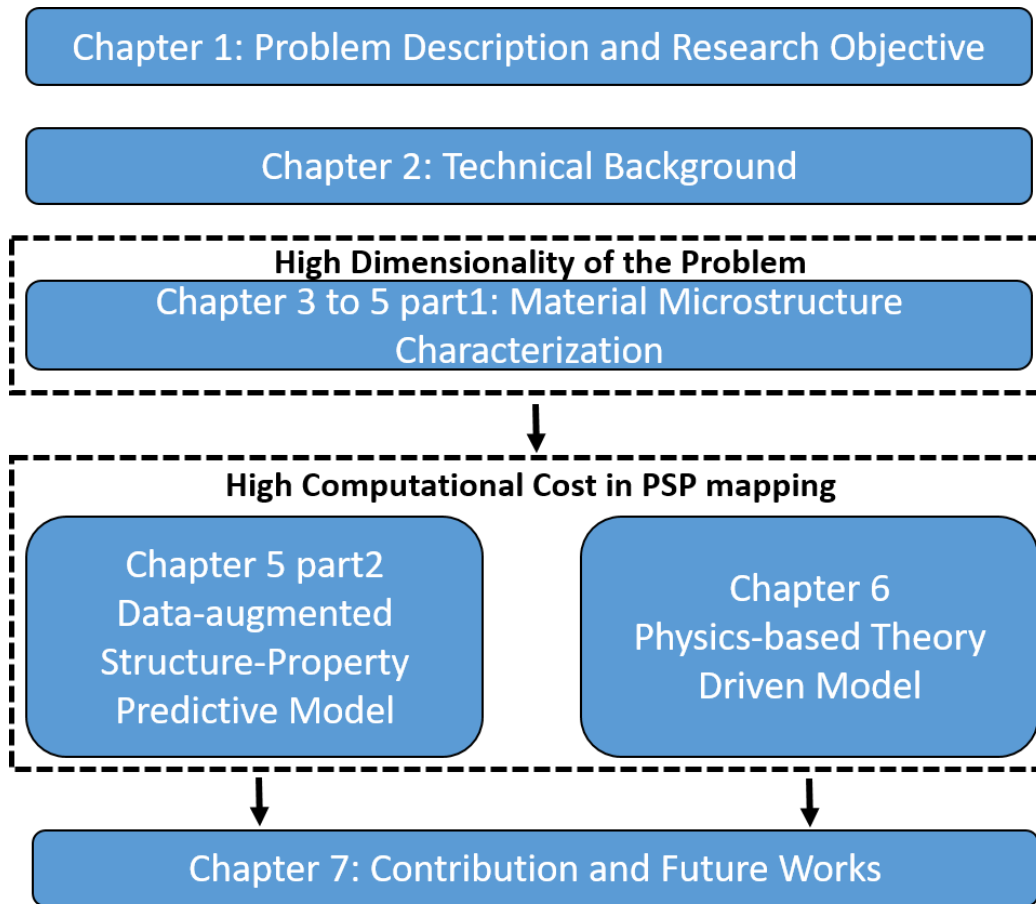 Chapter 1: Problem Description and Research Objective
Chapter 2: Technical Background
High Dimensionality of the Problem
Chapter 3 to 5 part1: Material Microstructure
Characterization
High Computational Cost in PSP mapping
Chapter 5 part2
Data-augmented
Structure-Property
Predictive Model
Chapter 6
Physics-based Theory
Driven Model
Chapter 7: Contribution and Future Works